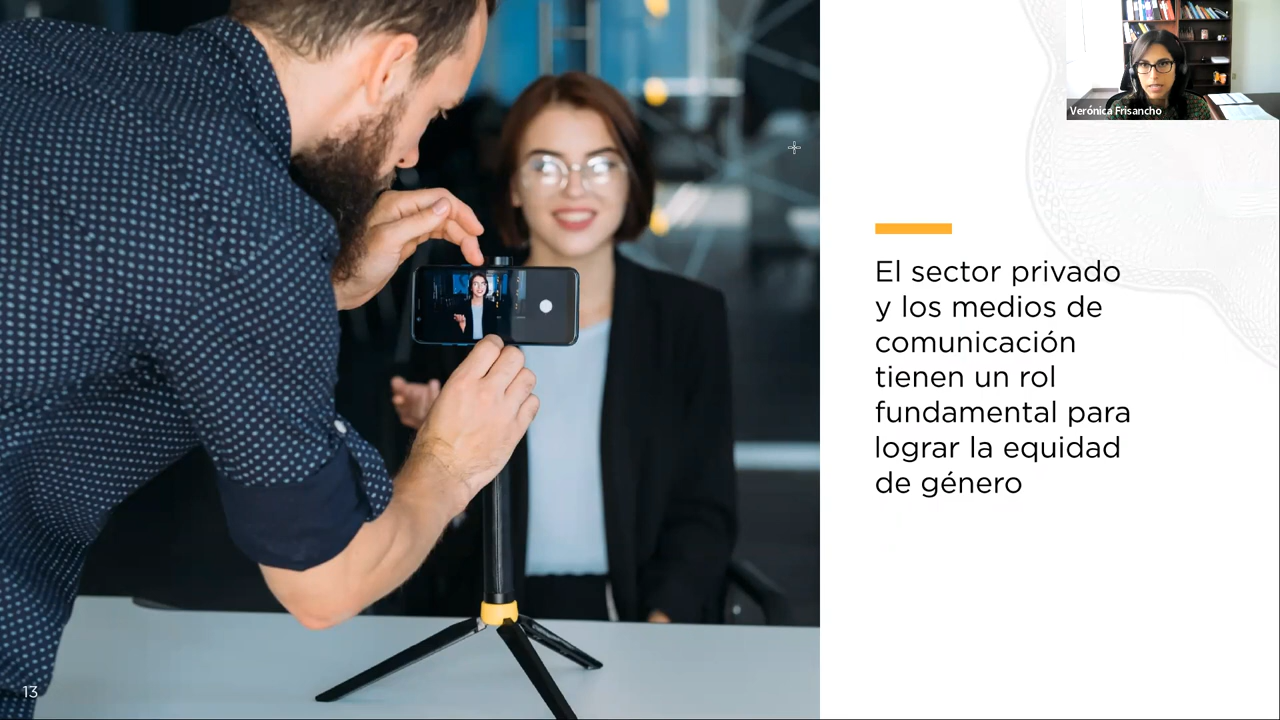 Verónica Frisancho
El sector privado
y los medios de
comunicación
tienen un rol
fundamental para
lograr la equidad
de género
13